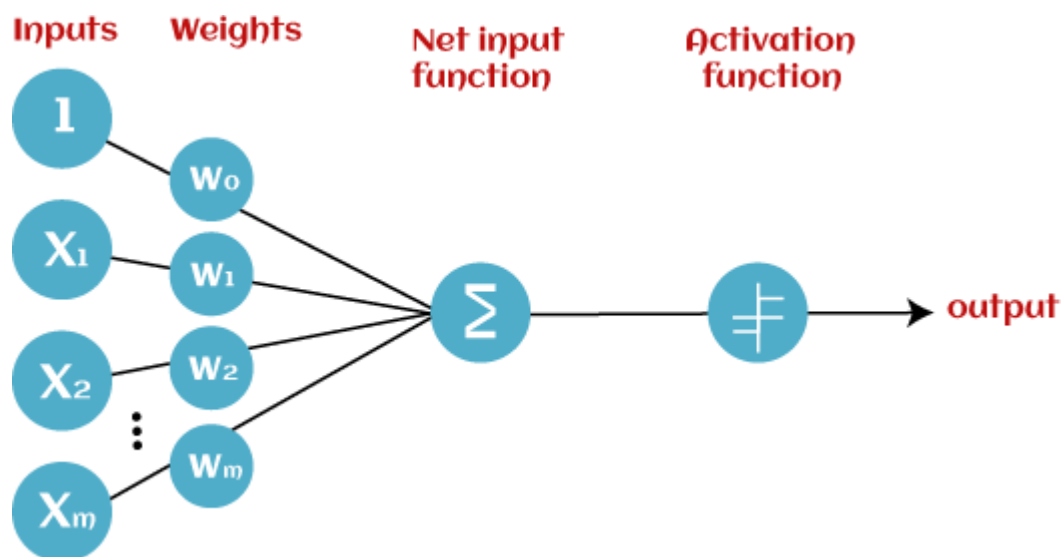 Inputs
Weights
Net input
function
Activation
function
1
w₀
X₁
w₁
X₂
w₂
Xₘ
wₘ
Σ
output